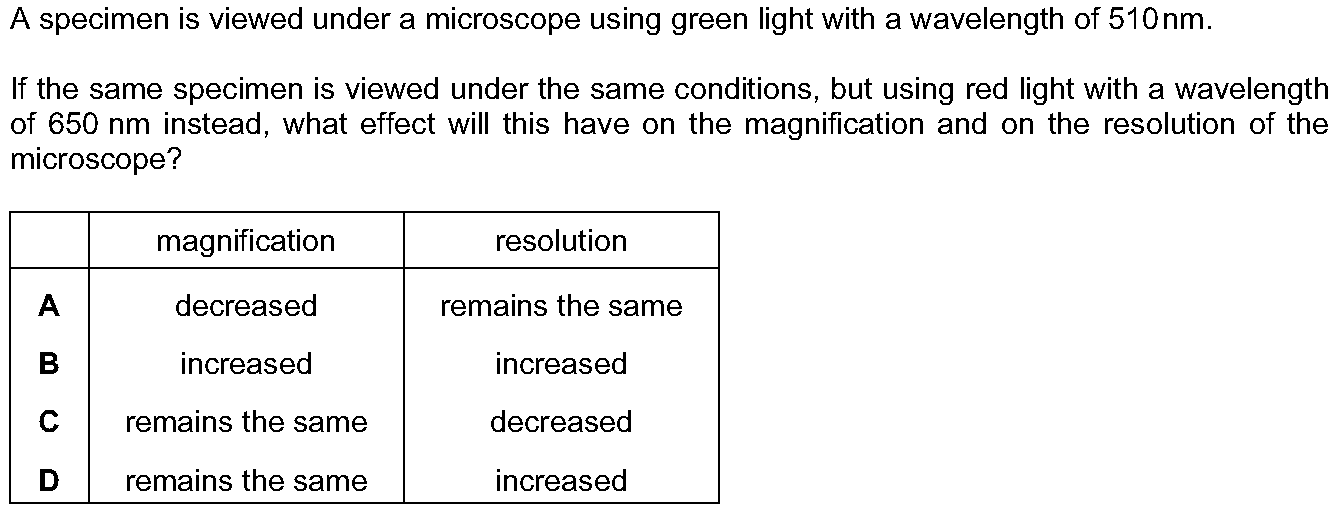 A specimen is viewed under a microscope using green light with a wavelength of 510 nm.
If the same specimen is viewed under the same conditions, but using red light with a wavelength
of 650 nm instead, what effect will this have on the magnification and on the resolution of the
microscope?
magnification resolution
A decreased remains the same
B increased increased
C remains the same decreased
D remains the same increased